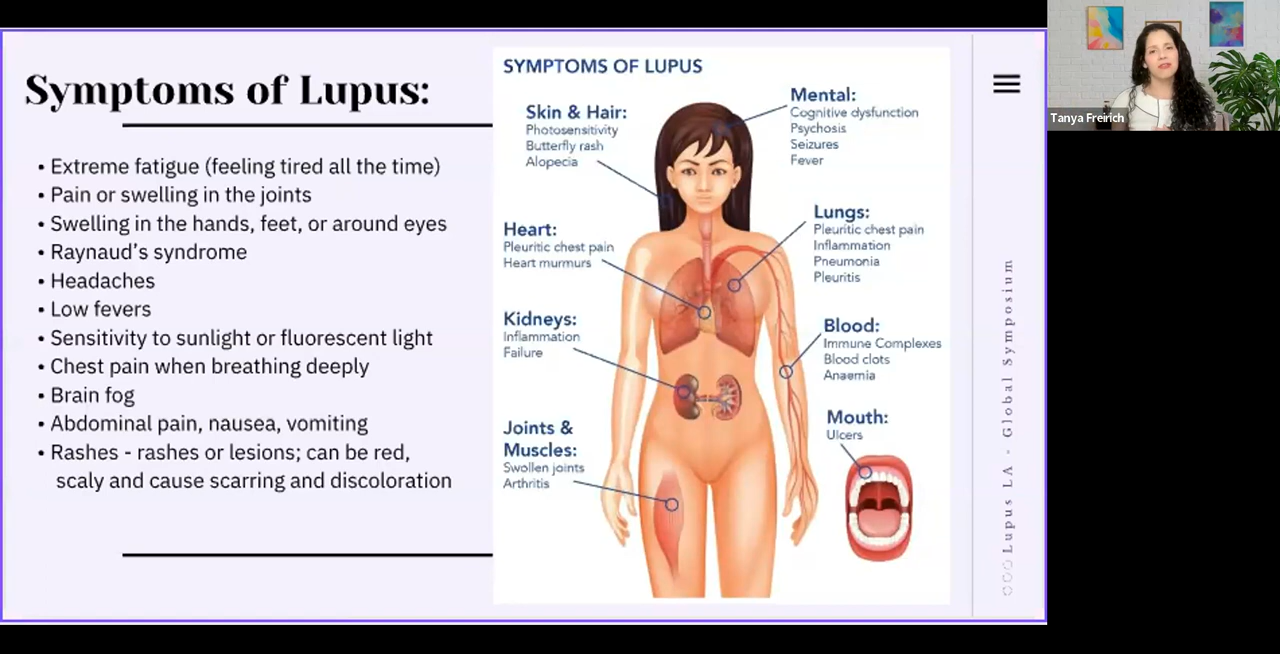 Symptoms of Lupus:
• Extreme fatigue (feeling tired all the time)
• Pain or swelling in the joints
• Swelling in the hands, feet, or around eyes
• Raynaud’s syndrome
• Headaches
• Low fevers
• Sensitivity to sunlight or fluorescent light
• Chest pain when breathing deeply
• Brain fog
• Abdominal pain, nausea, vomiting
• Rashes - rashes or lesions; can be red,
scaly and cause scarring and discoloration
SYMPTOMS OF LUPUS
Skin & Hair:
Photosensitivity
Butterfly rash
Alopecia
Mental:
Cognitive dysfunction
Psychosis
Seizures
Fever
Heart:
Pleuritic chest pain
Heart murmurs
Lungs:
Pleuritic chest pain
Inflammation
Pneumonia
Pleuritis
Kidneys:
Inflammation
Failure
Blood:
Immune Complexes
Blood clots
Anaemia
Joints &
Muscles:
Swollen joints
Arthritis
Mouth:
Ulcers
Lupus LA - Global Symposium
Tanya Freirich